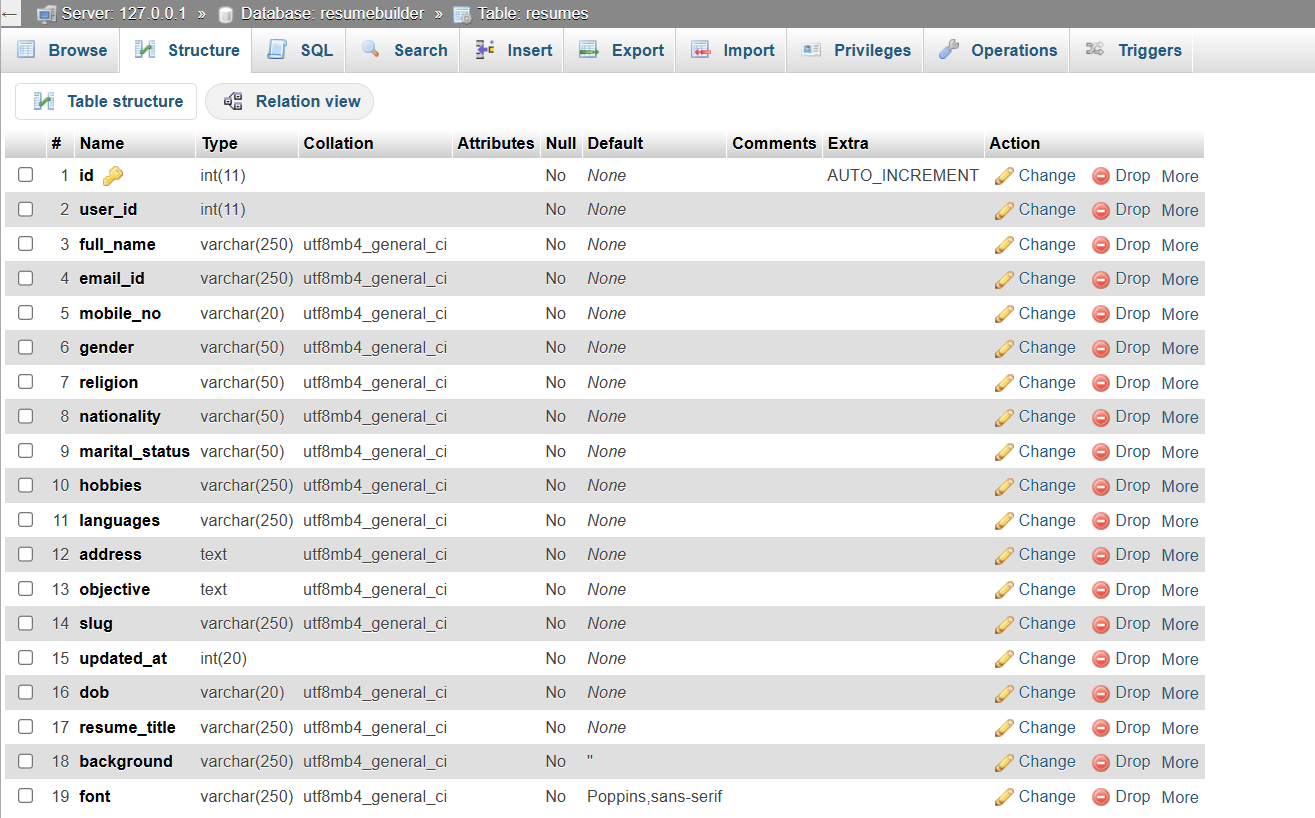 Server: 127.0.0.1 » Database: resumebuilder » Table: resumes
Browse Structure SQL Search Insert Export Import Privileges Operations Triggers
Table structure Relation view
# Name Type Collation Attributes Null Default Comments Extra Action
1 id int(11) No None AUTO_INCREMENT Change Drop More
2 user_id int(11) No None Change Drop More
3 full_name varchar(250) utf8mb4_general_ci No None Change Drop More
4 email_id varchar(250) utf8mb4_general_ci No None Change Drop More
5 mobile_no varchar(20) utf8mb4_general_ci No None Change Drop More
6 gender varchar(50) utf8mb4_general_ci No None Change Drop More
7 religion varchar(50) utf8mb4_general_ci No None Change Drop More
8 nationality varchar(50) utf8mb4_general_ci No None Change Drop More
9 marital_status varchar(50) utf8mb4_general_ci No None Change Drop More
10 hobbies varchar(250) utf8mb4_general_ci No None Change Drop More
11 languages varchar(250) utf8mb4_general_ci No None Change Drop More
12 address text utf8mb4_general_ci No None Change Drop More
13 objective text utf8mb4_general_ci No None Change Drop More
14 slug varchar(250) utf8mb4_general_ci No None Change Drop More
15 updated_at int(20) No None Change Drop More
16 dob varchar(20) utf8mb4_general_ci No None Change Drop More
17 resume_title varchar(250) utf8mb4_general_ci No None Change Drop More
18 background varchar(250) utf8mb4_general_ci No '' Change Drop More
19 font varchar(250) utf8mb4_general_ci No Poppins,sans-serif Change Drop More